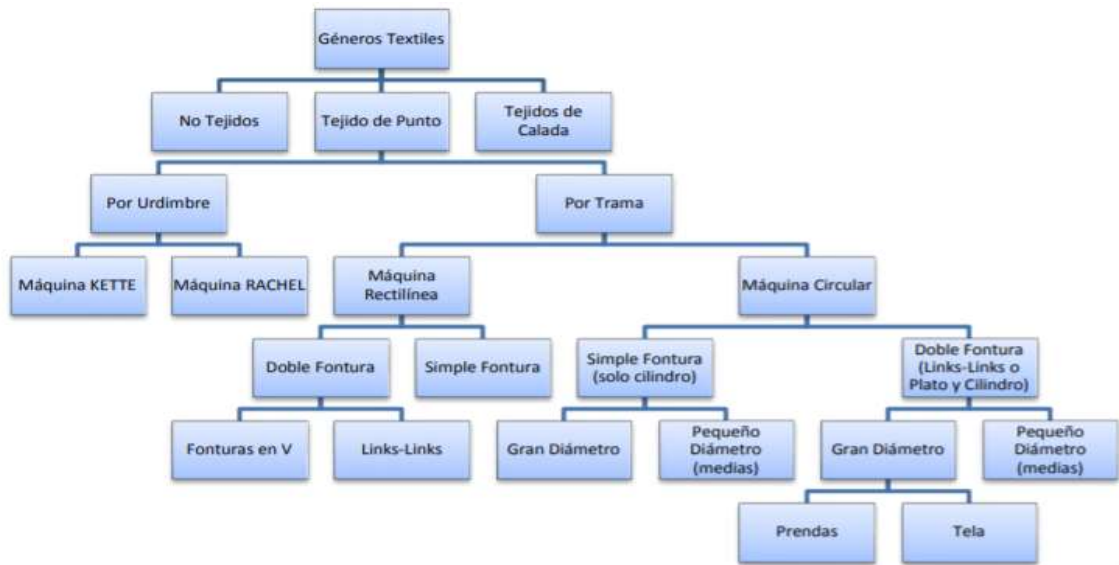 Géneros Textiles
No Tejidos
Tejido de Punto
Tejidos de
Calada
Por Urdimbre
Por Trama
Máquina KETTE
Máquina RACHEL
Máquina
Rectilínea
Máquina Circular
Doble Fontura
Simple Fontura
Simple Fontura
(solo cilindro)
Doble Fontura
(Links-Links o
Plato y Cilindro)
Fonturas en V
Links-Links
Gran Diámetro
Pequeño
Diámetro
(medias)
Gran Diámetro
Pequeño
Diámetro
(medias)
Prendas
Tela